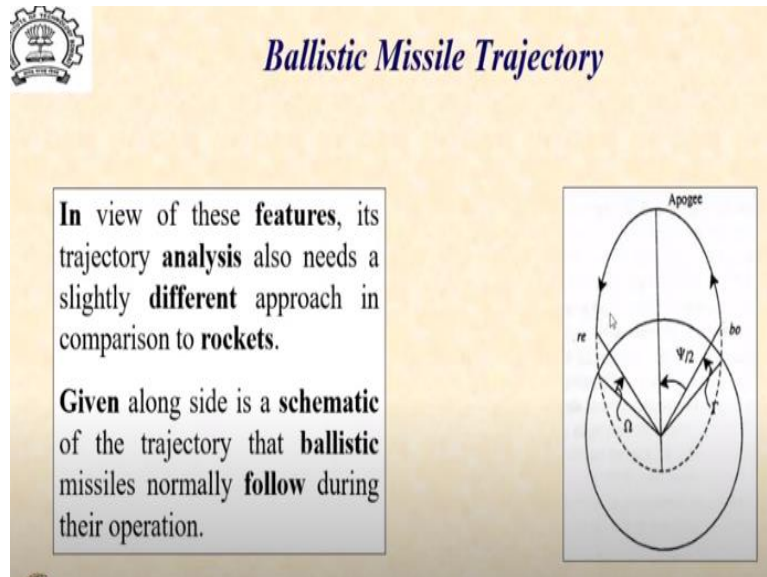 Ballistic Missile Trajectory
In view of these features, its
trajectory analysis also needs a
slightly different approach in
comparison to rockets.
Given along side is a schematic
of the trajectory that ballistic
missiles normally follow during
their operation.
Apogee
re
bo
Ψ/2
Ω
Γ